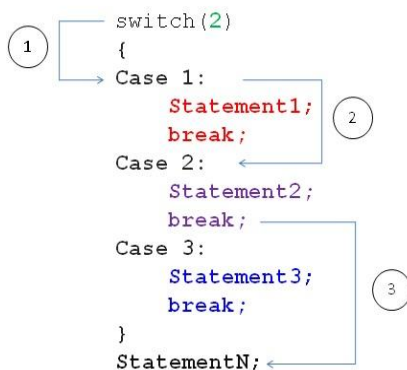 switch(2)
1
{
Case 1:
Statement1;
2
break;
Case 2:
Statement2;
break;
Case 3:
Statement3;
3
break;
}
StatementN;